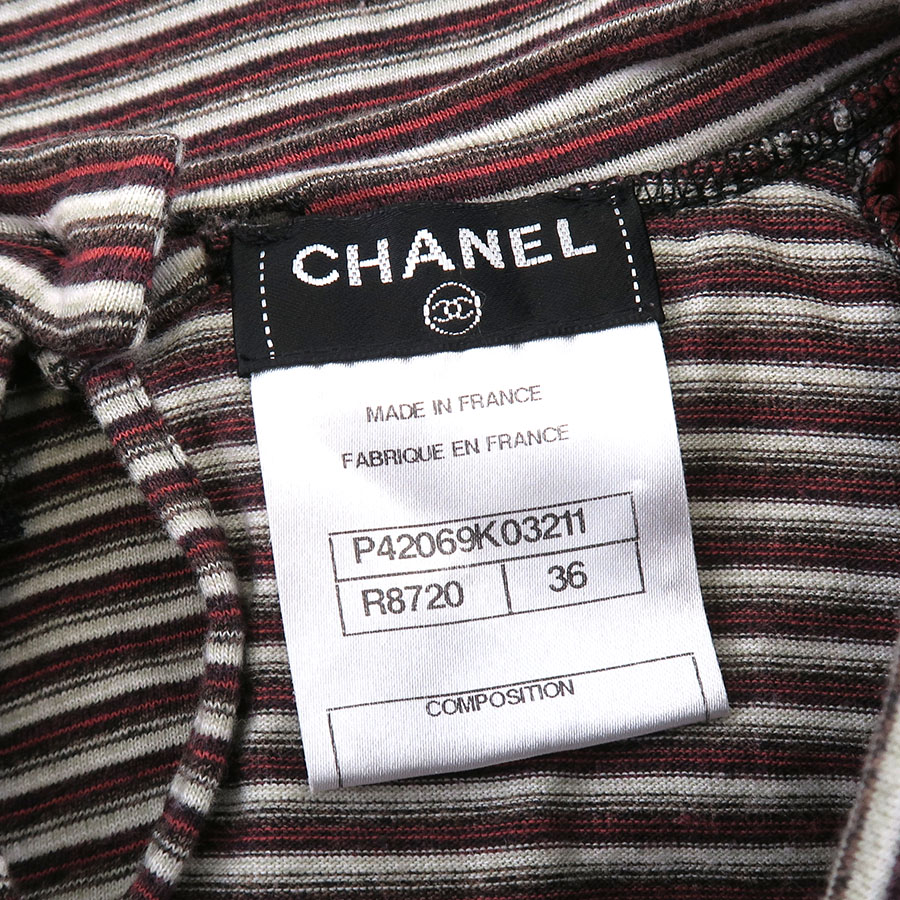 CHANEL
MADE IN FRANCE
FABRIQUE EN FRANCE
P42069K03211
R8720 36
COMPOSITION